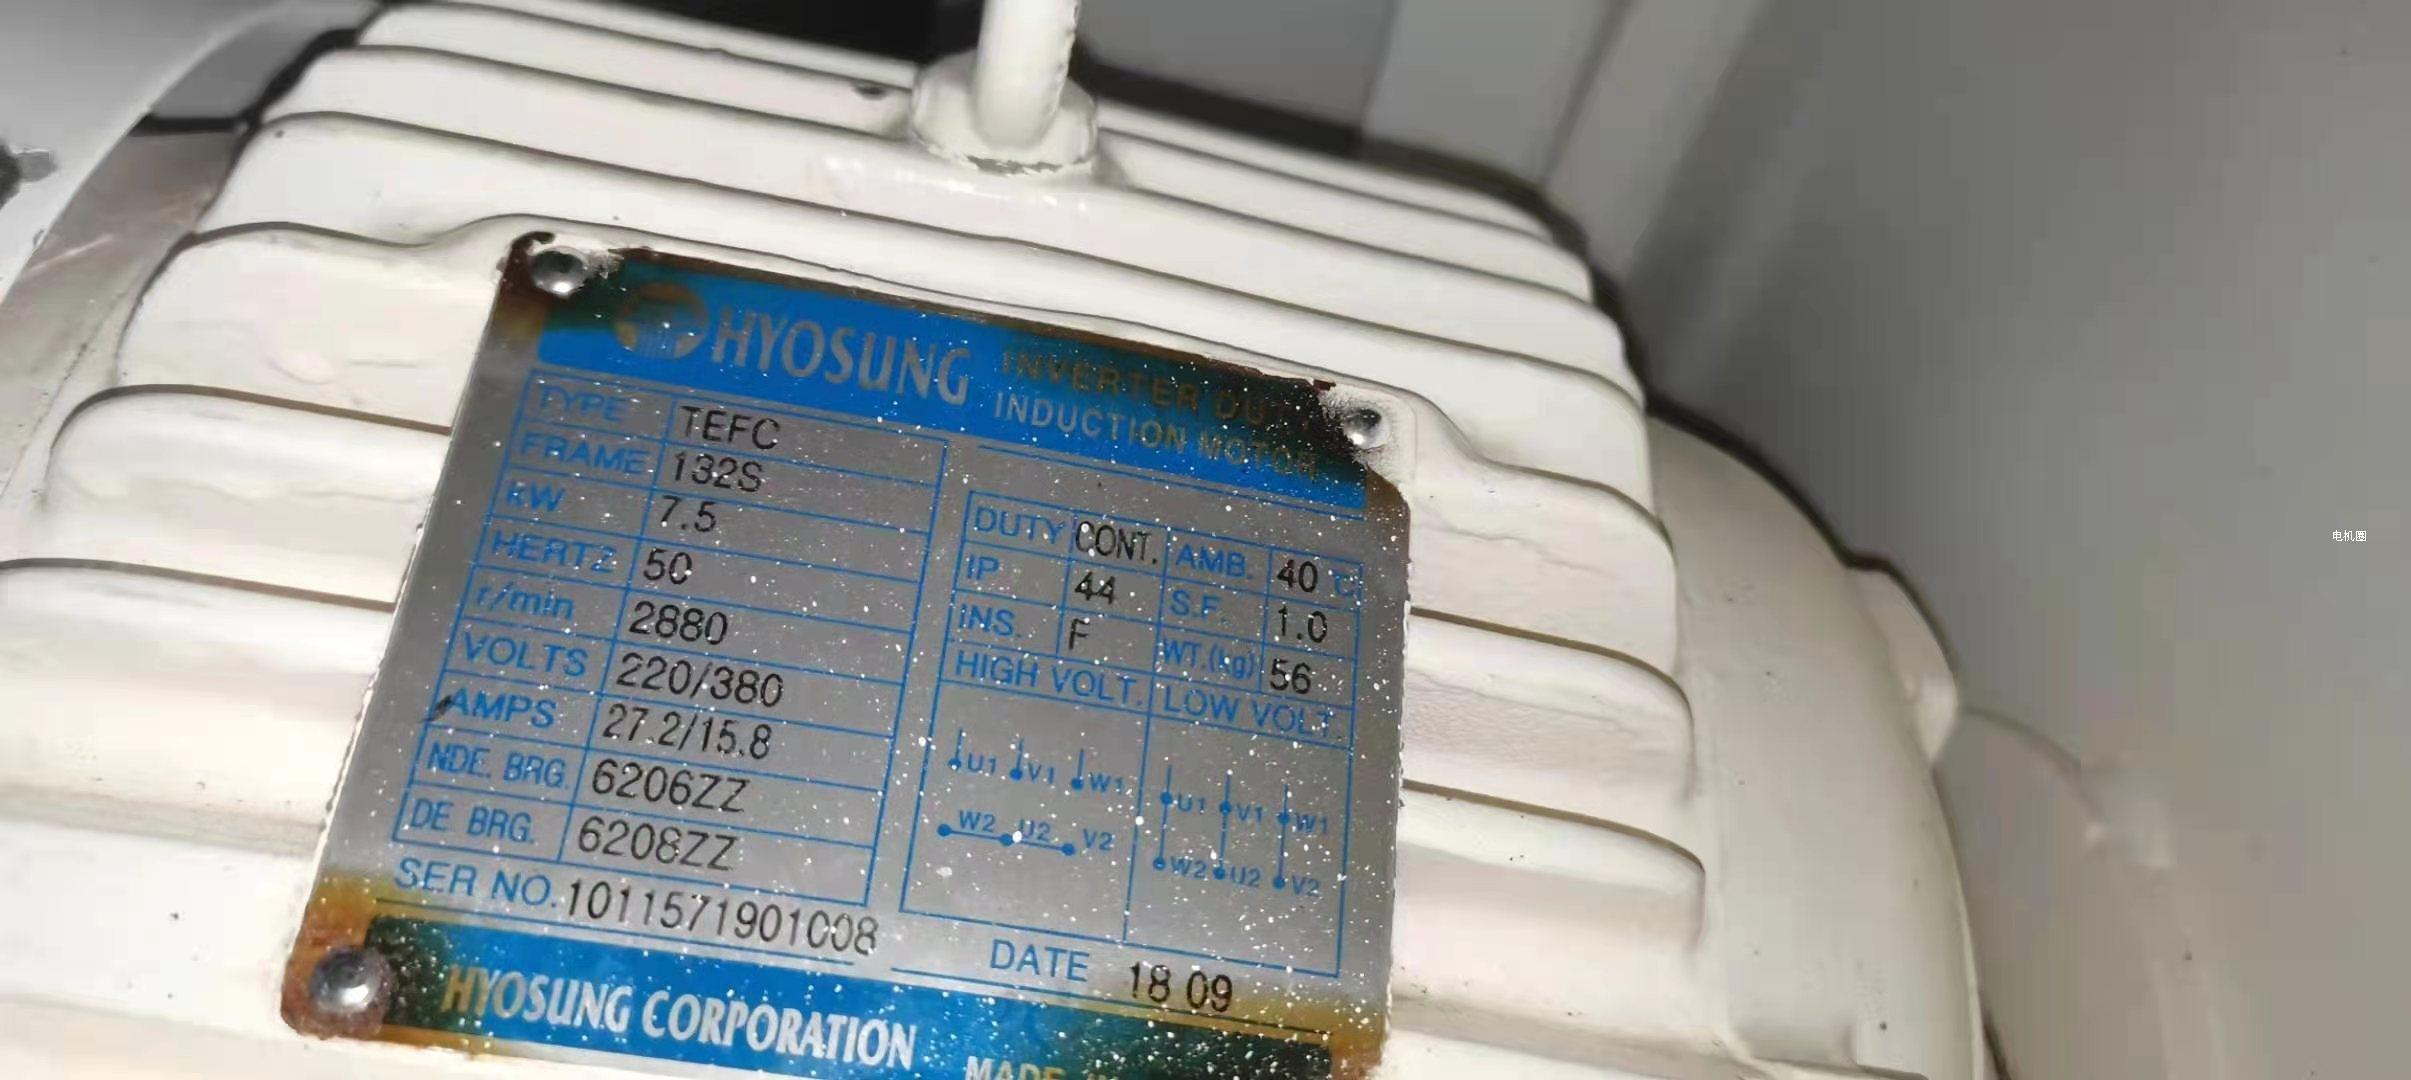 HYOSUNG
INVERTER DU
INDUCTION MOTOR
TYPE TEFC
FRAME 132S
kW 7.5
HERTZ 50
r/min 2880
VOLTS 220/380
AMPS 27.2/15.8
NDE. BRG. 6206ZZ
DE BRG. 6208ZZ
SER NO. 1011571901008
DUTY CONT. AMB. 40 °C
IP 44 S.F. 1.0
INS. F WT.(kg) 56
HIGH VOLT. LOW VOLT.
U1 V1 W1
W2 U2 V2
U1 V1 W1
W2 U2 V2
DATE 18 09
HYOSUNG CORPORATION
MADE
电机圈